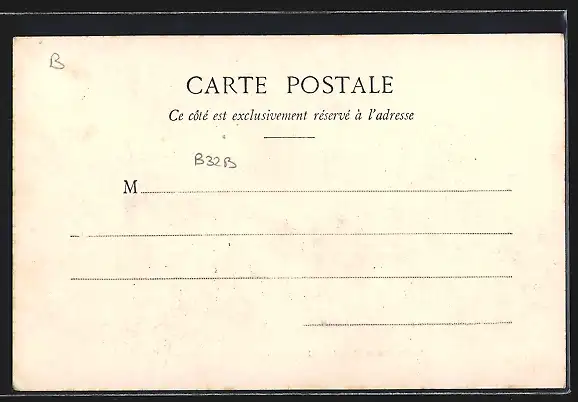 B
CARTE POSTALE
Ce côté est exclusivement réservé à l'adresse
B32B
M